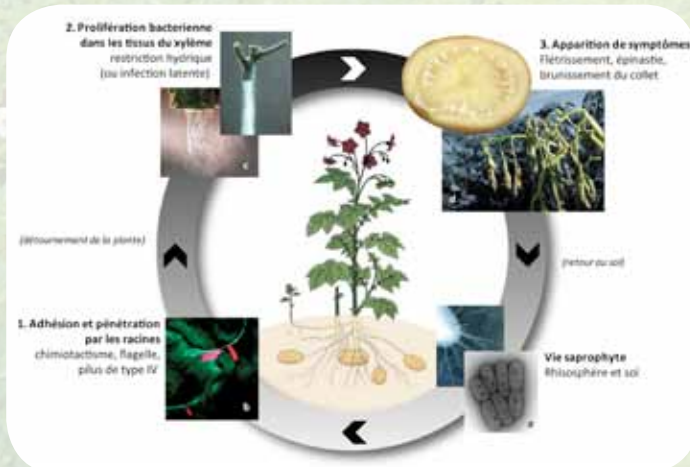 2. Prolifération bactérienne
dans les tissus du xylème
restriction hydrique
(ou infection latente)
3. Apparition de symptômes
Flétrissement, épinastie,
brunissement du collet
c
d
(détournement de la plante)
(retour au sol)
1. Adhésion et pénétration
par les racines
chimiotactisme, flagelle,
pilus de type IV
b
Vie saprophyte
Rhisosphère et sol
a